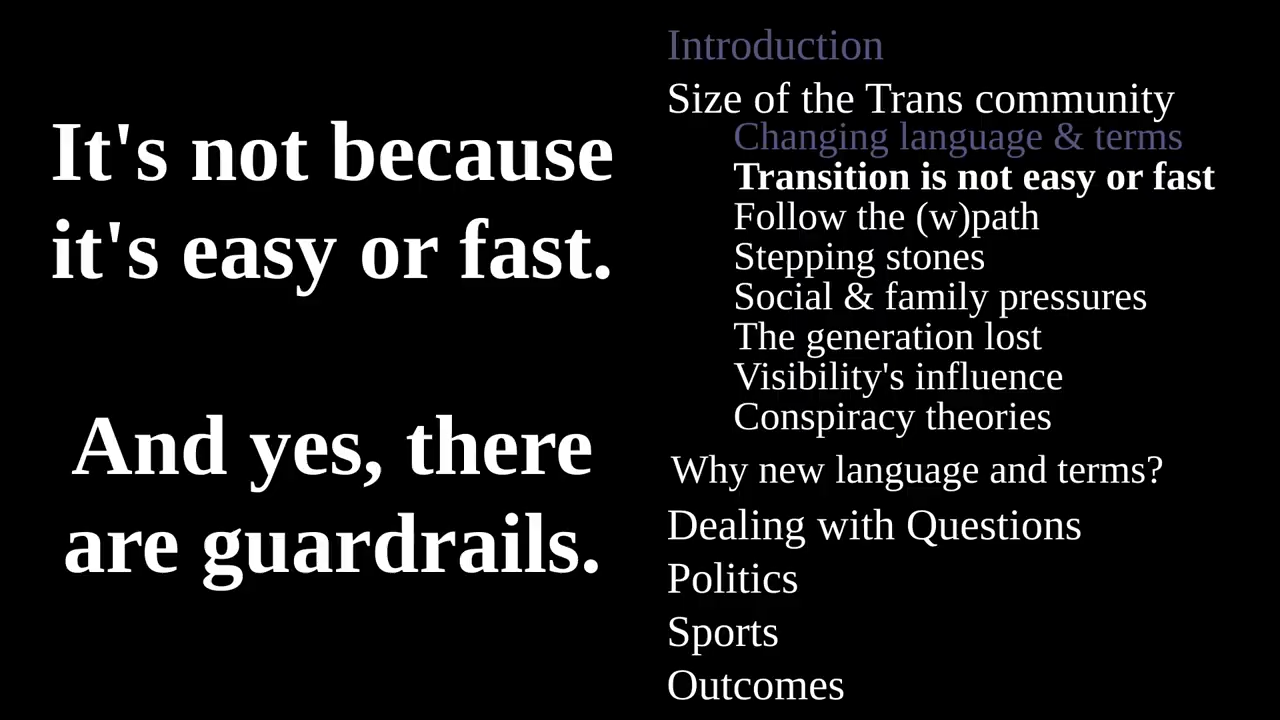 It's not because
it's easy or fast.
And yes, there
are guardrails.
Introduction
Size of the Trans community
Changing language & terms
Transition is not easy or fast
Follow the (w)path
Stepping stones
Social & family pressures
The generation lost
Visibility's influence
Conspiracy theories
Why new language and terms?
Dealing with Questions
Politics
Sports
Outcomes